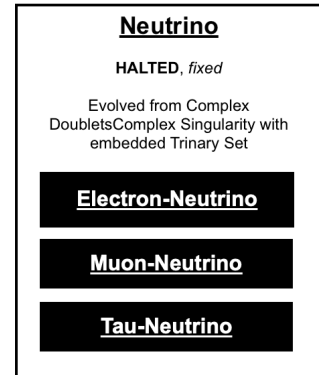 Neutrino
HALTED, fixed
Evolved from Complex
DoubletsComplex Singularity with
embedded Trinary Set
Electron-Neutrino
Muon-Neutrino
Tau-Neutrino